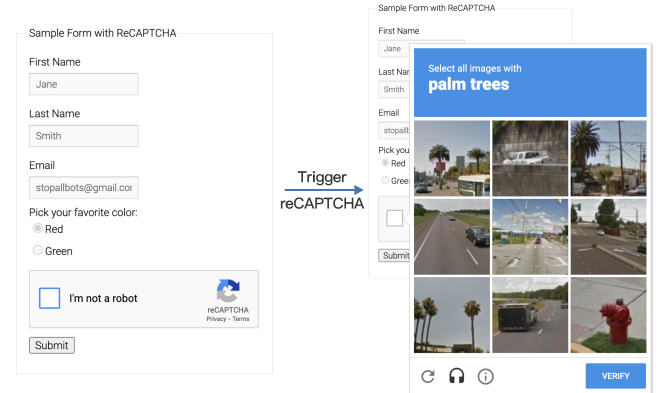 Sample Form with ReCAPTCHA
First Name
Jane
Last Name
Smith
Email
stopallbots@gmail.co
Pick your favorite color:
Red
Green
I'm not a robot
reCAPTCHA
Privacy - Terms
Submit
Trigger
reCAPTCHA
Sample Form with ReCAPTCHA
First Name
Jane
Last Nar
Smith
Email
stopallb
Pick you
Red
Gree
Submit
Select all images with
palm trees
VERIFY